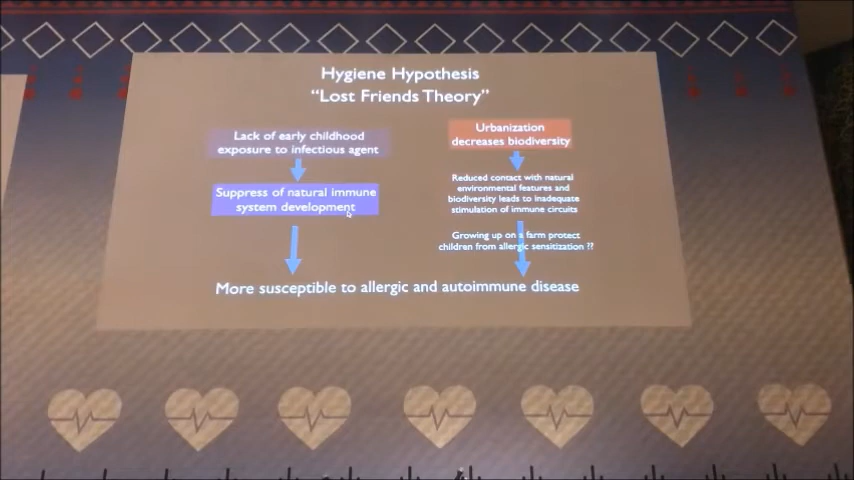 Hygiene Hypothesis
"Lost Friends Theory"
Lack of early childhood
exposure to infectious agent
Suppress of natural immune
system development
Urbanization
decreases biodiversity
Reduced contact with natural
environmental features and
biodiversity leads to inadequate
stimulation of immune circuits
Growing up on a farm protect
children from allergic sensitization ??
More susceptible to allergic and autoimmune disease